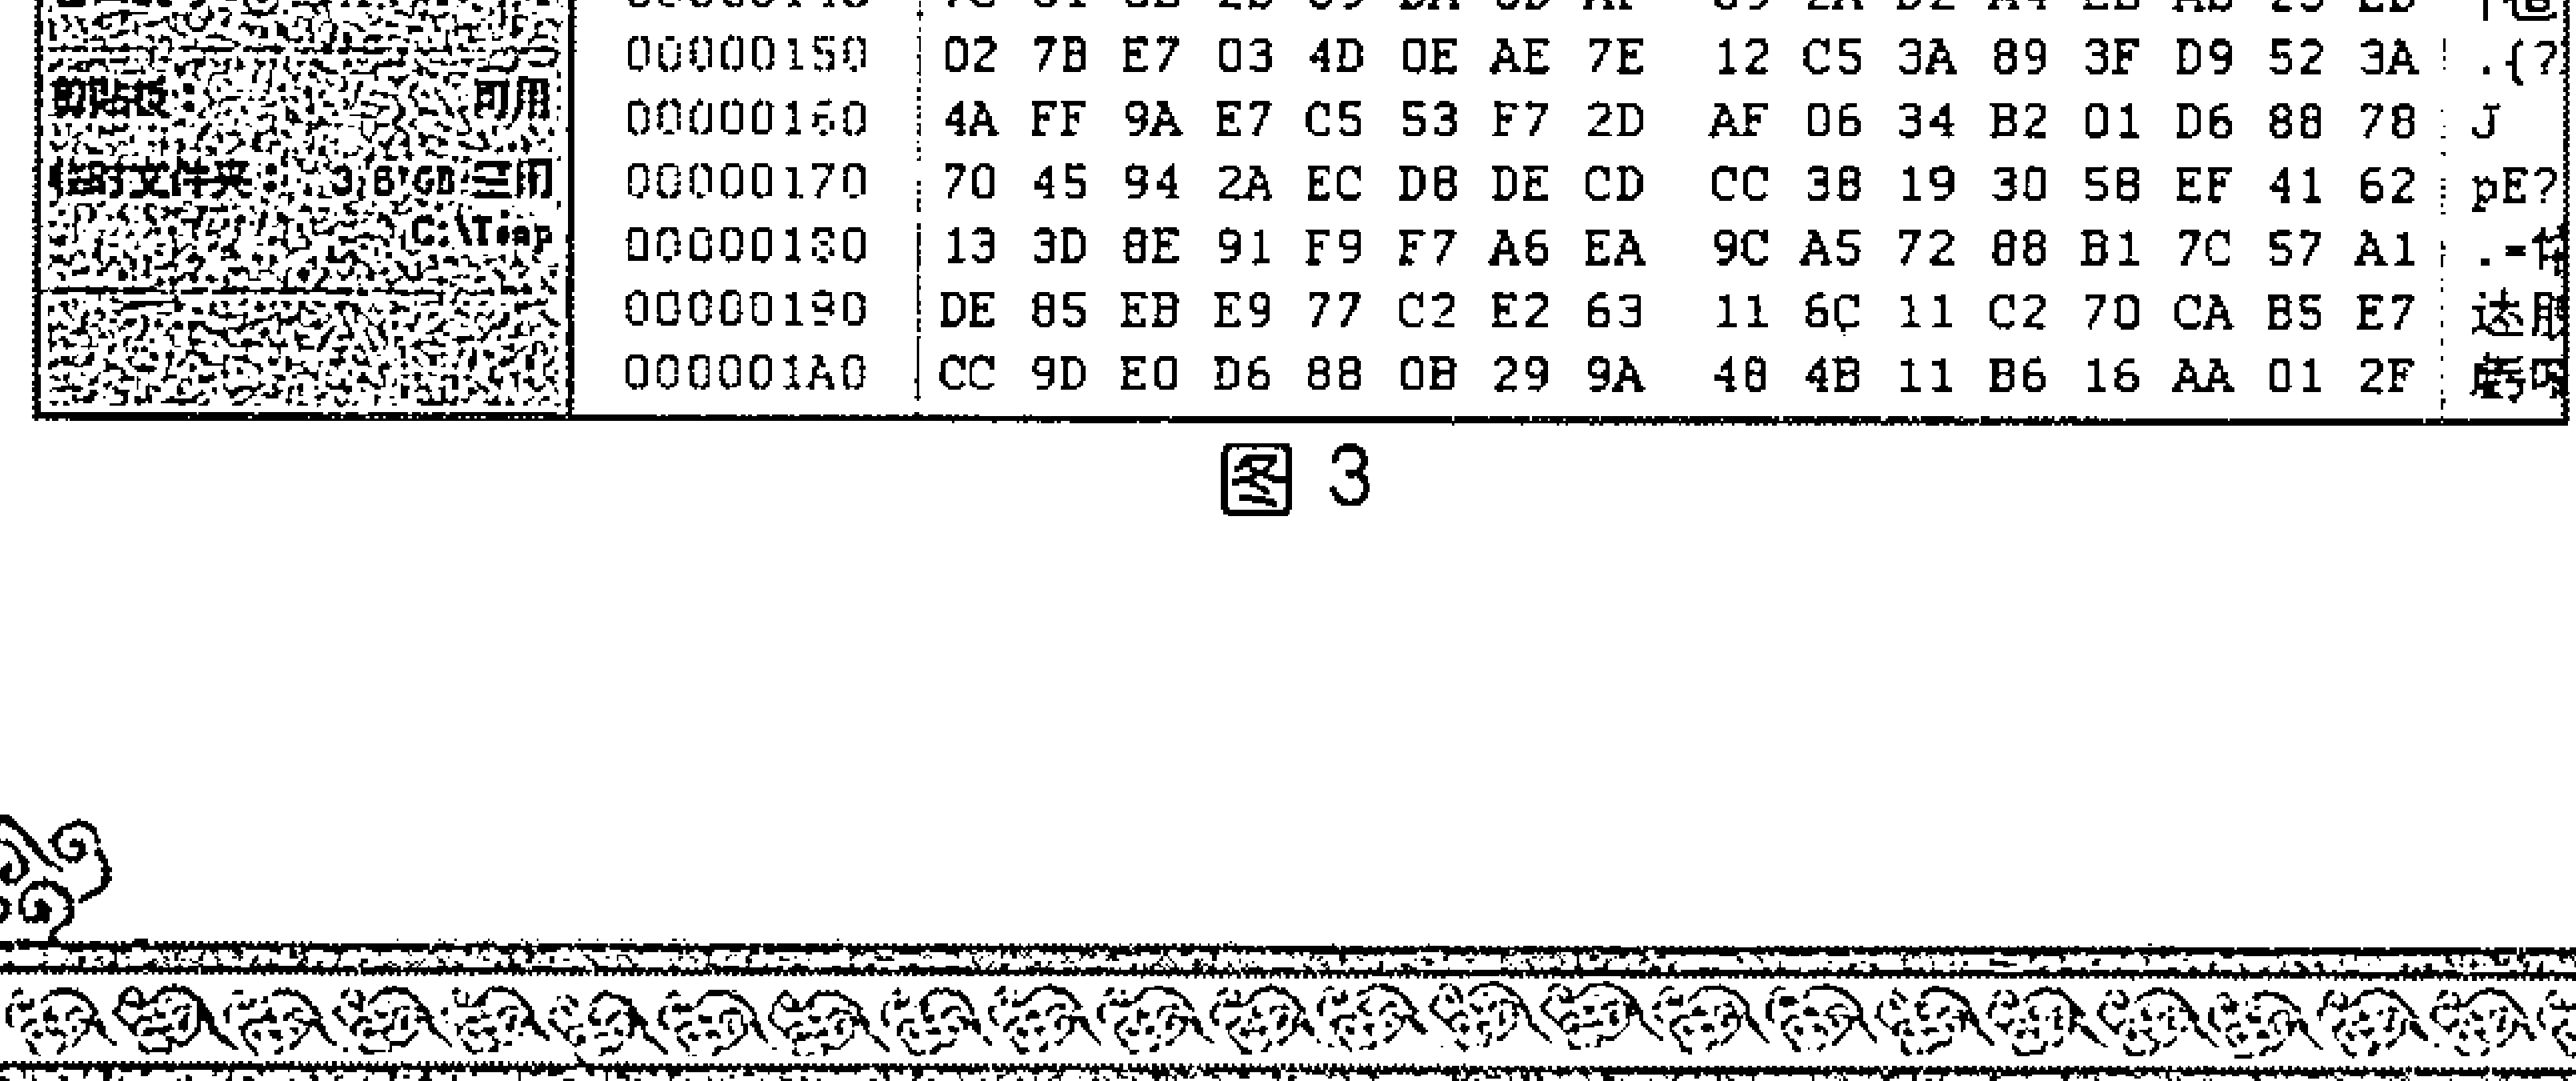 00000150 02 7B E7 03 4D 0E AE 7E 12 C5 3A 89 3F D9 52 3A .{?
剪贴板: 可用
00000160 4A FF 9A E7 C5 53 F7 2D AF 06 34 B2 01 D6 88 78 J
临时文件夹: 空闲
00000170 70 45 94 2A EC D8 DE CD CC 38 19 30 58 EF 41 62 pE?
C:\Temp
00000180 13 3D 8E 91 F9 F7 A6 EA 9C A5 72 88 B1 7C 57 A1 .=
00000190 DE 85 EB E9 77 C2 E2 63 11 6C 11 C2 70 CA B5 E7
000001A0 CC 9D E0 D6 88 0B 29 9A 48 4B 11 B6 16 AA 01 2F
图 3